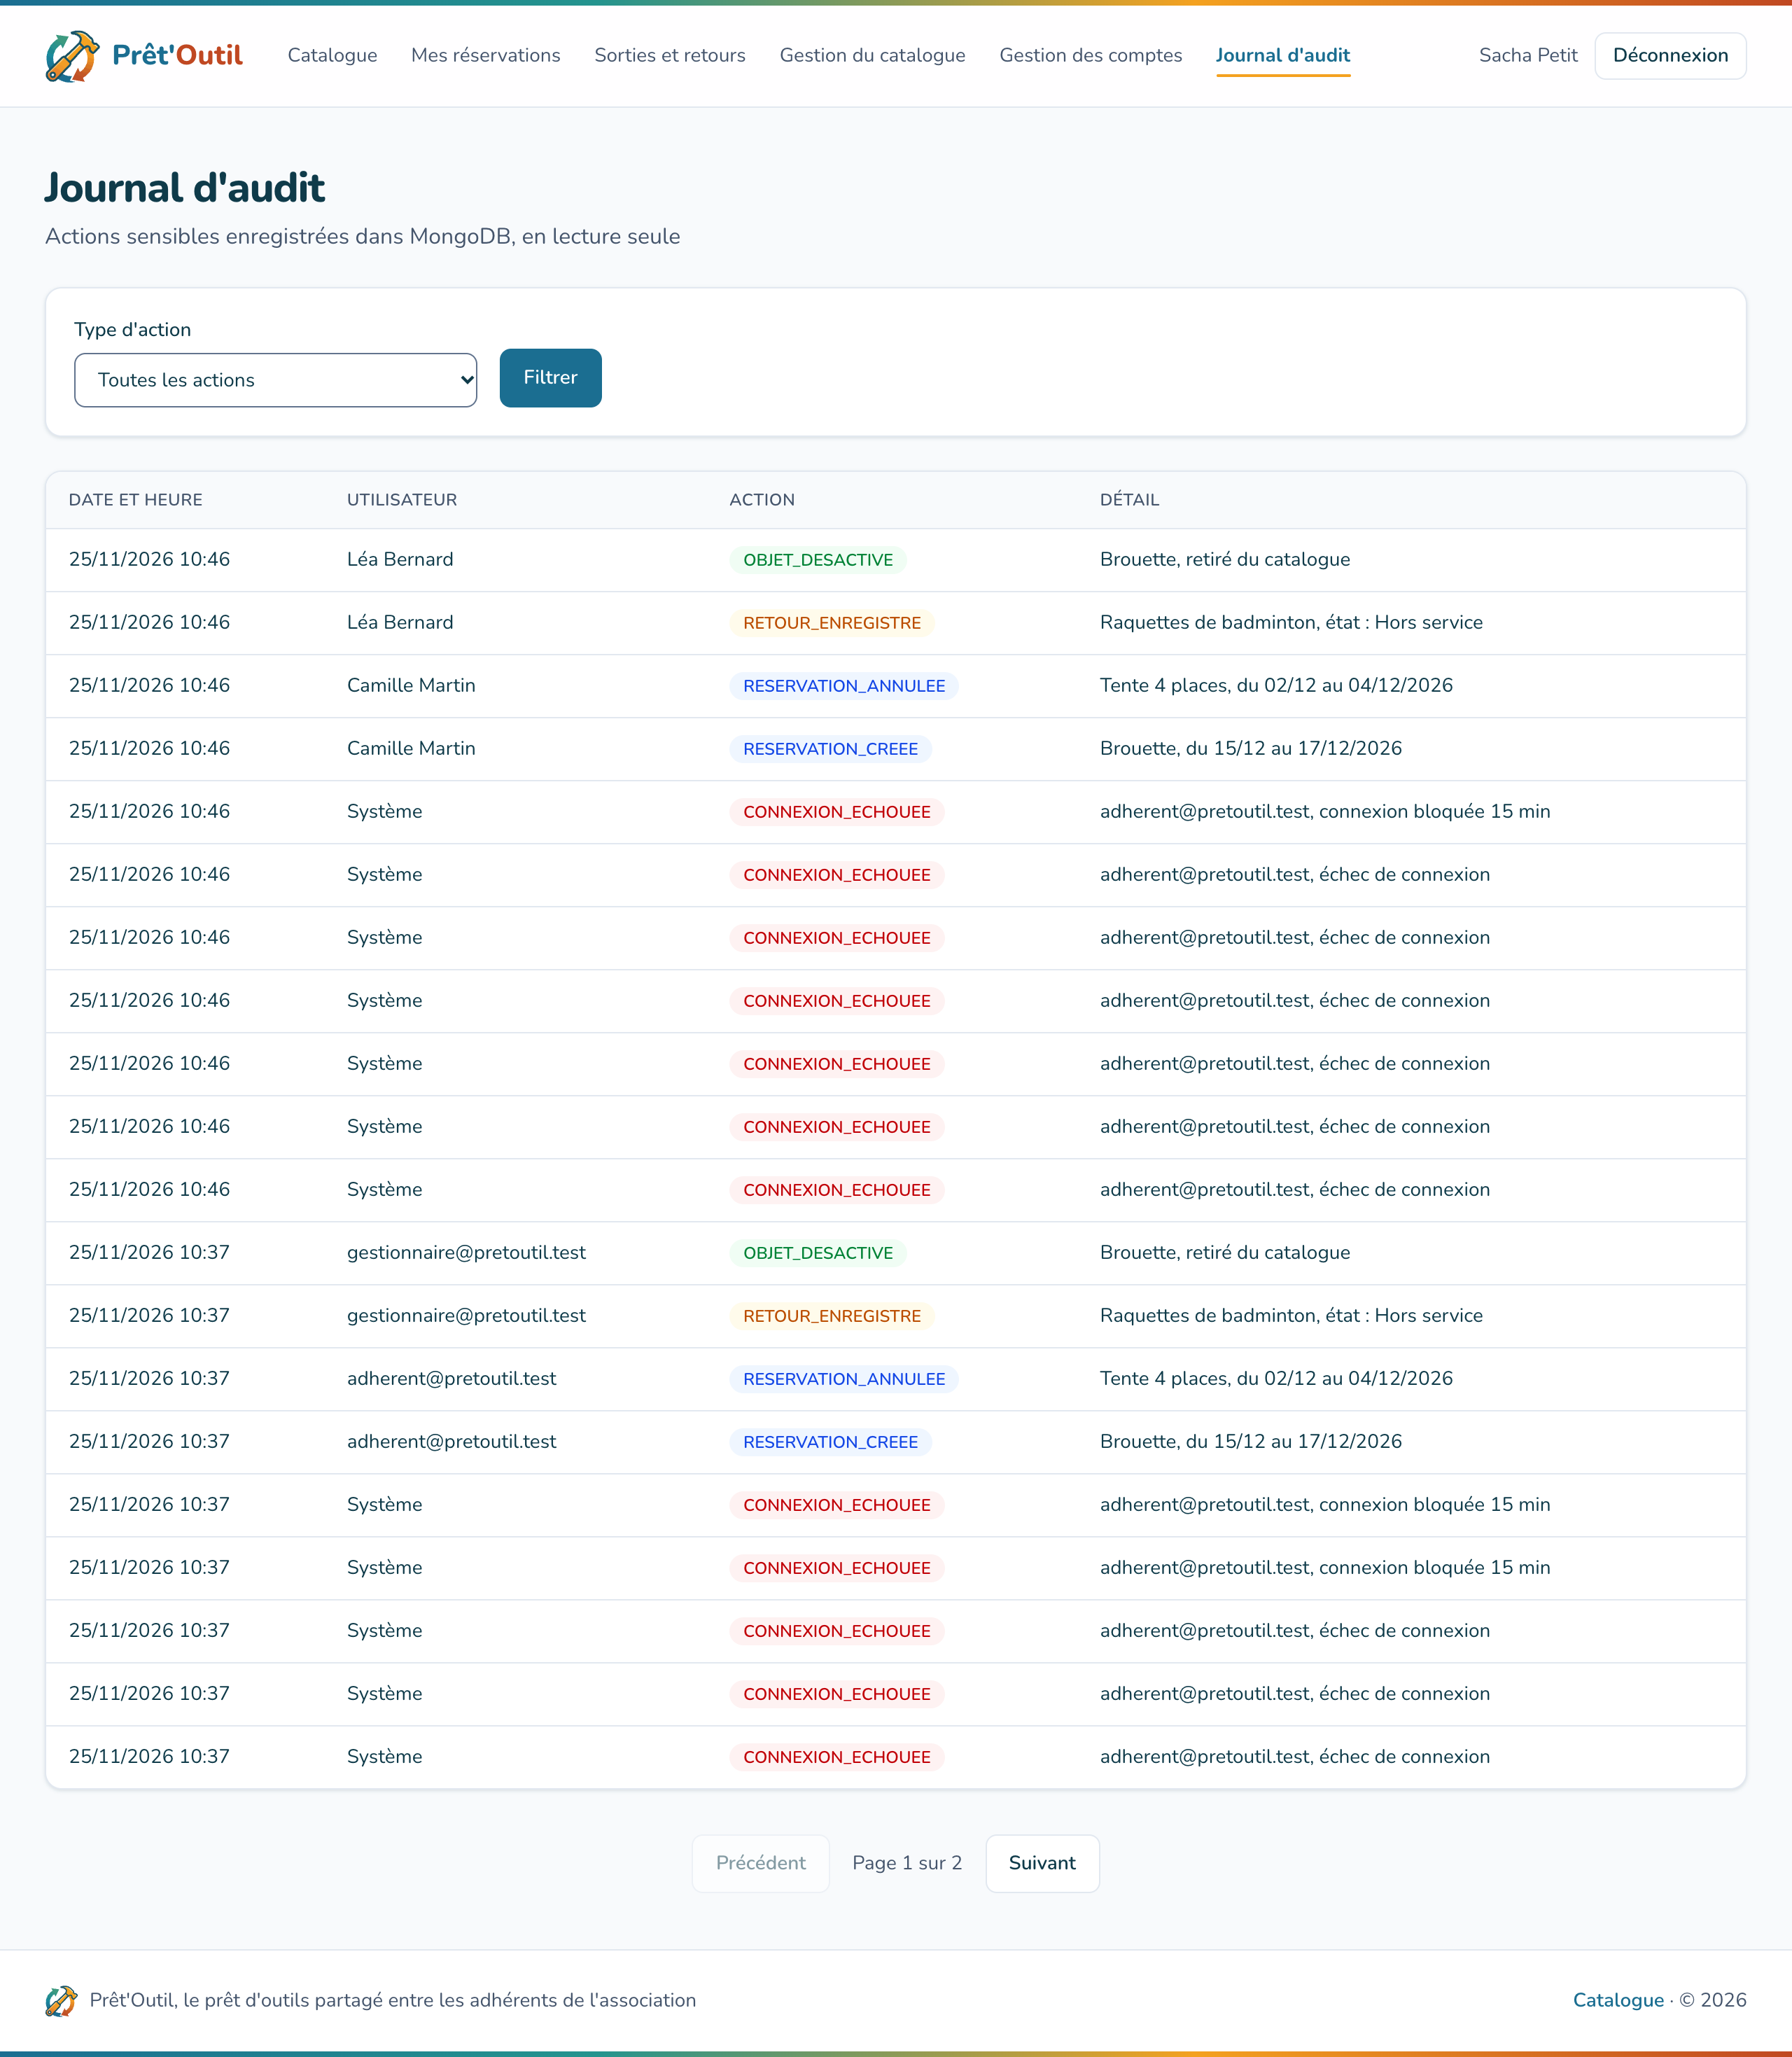 Prêt'Outil Catalogue Mes réservations Sorties et retours Gestion du catalogue Gestion des comptes Journal d'audit Sacha Petit Déconnexion
Journal d'audit
Actions sensibles enregistrées dans MongoDB, en lecture seule
Type d'action
Toutes les actions Filtrer
DATE ET HEURE UTILISATEUR ACTION DÉTAIL
25/11/2026 10:46 Léa Bernard OBJET_DESACTIVE Brouette, retiré du catalogue
25/11/2026 10:46 Léa Bernard RETOUR_ENREGISTRE Raquettes de badminton, état : Hors service
25/11/2026 10:46 Camille Martin RESERVATION_ANNULEE Tente 4 places, du 02/12 au 04/12/2026
25/11/2026 10:46 Camille Martin RESERVATION_CREEE Brouette, du 15/12 au 17/12/2026
25/11/2026 10:46 Système CONNEXION_ECHOUEE adherent@pretoutil.test, connexion bloquée 15 min
25/11/2026 10:46 Système CONNEXION_ECHOUEE adherent@pretoutil.test, échec de connexion
25/11/2026 10:46 Système CONNEXION_ECHOUEE adherent@pretoutil.test, échec de connexion
25/11/2026 10:46 Système CONNEXION_ECHOUEE adherent@pretoutil.test, échec de connexion
25/11/2026 10:46 Système CONNEXION_ECHOUEE adherent@pretoutil.test, échec de connexion
25/11/2026 10:46 Système CONNEXION_ECHOUEE adherent@pretoutil.test, échec de connexion
25/11/2026 10:46 Système CONNEXION_ECHOUEE adherent@pretoutil.test, échec de connexion
25/11/2026 10:37 gestionnaire@pretoutil.test OBJET_DESACTIVE Brouette, retiré du catalogue
25/11/2026 10:37 gestionnaire@pretoutil.test RETOUR_ENREGISTRE Raquettes de badminton, état : Hors service
25/11/2026 10:37 adherent@pretoutil.test RESERVATION_ANNULEE Tente 4 places, du 02/12 au 04/12/2026
25/11/2026 10:37 adherent@pretoutil.test RESERVATION_CREEE Brouette, du 15/12 au 17/12/2026
25/11/2026 10:37 Système CONNEXION_ECHOUEE adherent@pretoutil.test, connexion bloquée 15 min
25/11/2026 10:37 Système CONNEXION_ECHOUEE adherent@pretoutil.test, connexion bloquée 15 min
25/11/2026 10:37 Système CONNEXION_ECHOUEE adherent@pretoutil.test, échec de connexion
25/11/2026 10:37 Système CONNEXION_ECHOUEE adherent@pretoutil.test, échec de connexion
25/11/2026 10:37 Système CONNEXION_ECHOUEE adherent@pretoutil.test, échec de connexion
Précédent Page 1 sur 2 Suivant
Prêt'Outil, le prêt d'outils partagé entre les adhérents de l'association Catalogue · © 2026